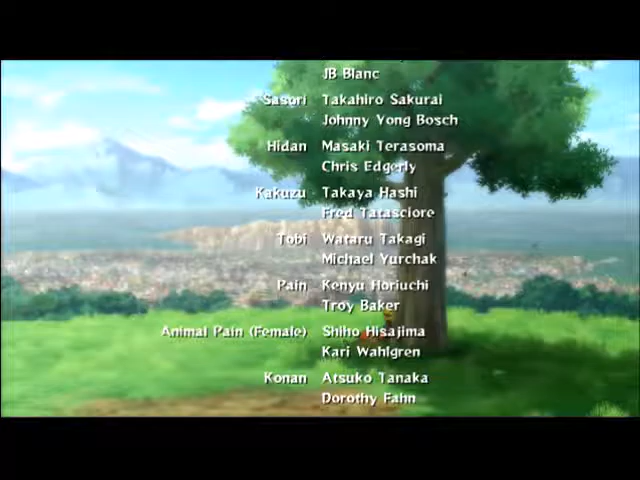 JB Blanc
Sasori Takahiro Sakurai
Johnny Yong Bosch
Hidan Masaki Terasoma
Chris Edgerly
Kakuzu Takaya Hashi
Fred Tatasciore
Tobi Wataru Takagi
Michael Yurchak
Pain Kenyu Horiuchi
Troy Baker
Animal Pain (Female) Shiho Hisajima
Kari Wahlgren
Konan Atsuko Tanaka
Dorothy Fahn